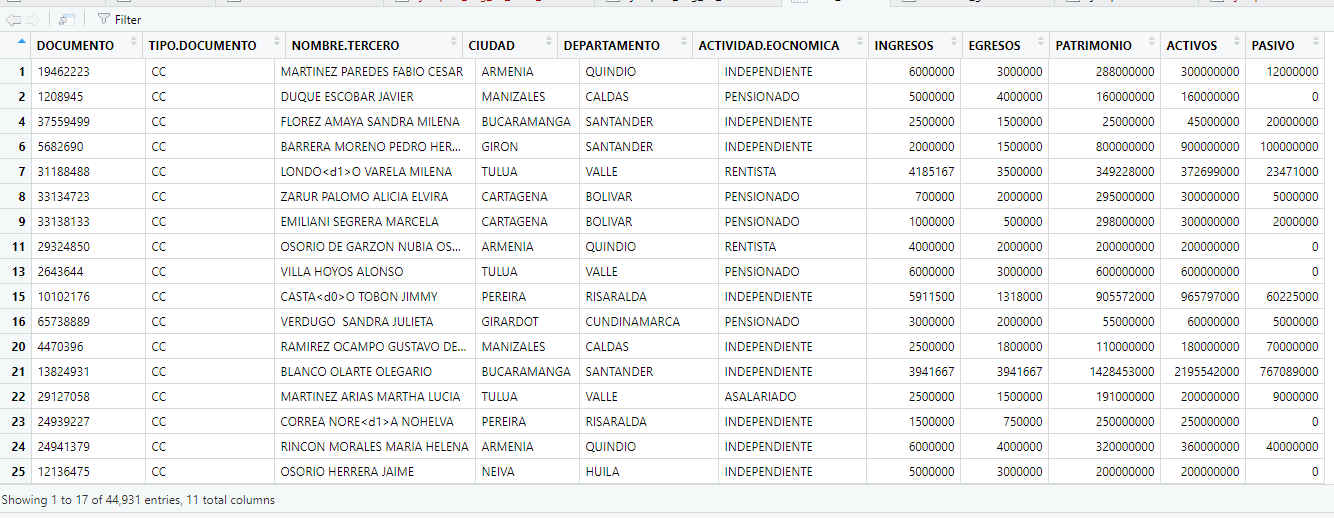 Filter
DOCUMENTO TIPO.DOCUMENTO NOMBRE.TERCERO CIUDAD DEPARTAMENTO ACTIVIDAD.EOCNOMICA INGRESOS EGRESOS PATRIMONIO ACTIVOS PASIVO
1 19462223 CC MARTINEZ PAREDES FABIO CESAR ARMENIA QUINDIO INDEPENDIENTE 6000000 3000000 288000000 300000000 12000000
2 1208945 CC DUQUE ESCOBAR JAVIER MANIZALES CALDAS PENSIONADO 5000000 4000000 160000000 160000000 0
4 37559499 CC FLOREZ AMAYA SANDRA MILENA BUCARAMANGA SANTANDER INDEPENDIENTE 2500000 1500000 25000000 45000000 20000000
6 5682690 CC BARRERA MORENO PEDRO HER... GIRON SANTANDER INDEPENDIENTE 2000000 1500000 800000000 900000000 100000000
7 31188488 CC LONDO<d1>O VARELA MILENA TULUA VALLE RENTISTA 4185167 3500000 349228000 372699000 23471000
8 33134723 CC ZARUR PALOMO ALICIA ELVIRA CARTAGENA BOLIVAR PENSIONADO 700000 2000000 295000000 300000000 5000000
9 33138133 CC EMILIANI SEGRERA MARCELA CARTAGENA BOLIVAR PENSIONADO 1000000 500000 298000000 300000000 2000000
11 29324850 CC OSORIO DE GARZON NUBIA OS... ARMENIA QUINDIO RENTISTA 4000000 2000000 200000000 200000000 0
13 2643644 CC VILLA HOYOS ALONSO TULUA VALLE PENSIONADO 6000000 3000000 600000000 600000000 0
15 10102176 CC CASTA<d0>O TOBON JIMMY PEREIRA RISARALDA INDEPENDIENTE 5911500 1318000 905572000 965797000 60225000
16 65738889 CC VERDUGO  SANDRA JULIETA GIRARDOT CUNDINAMARCA PENSIONADO 3000000 2000000 55000000 60000000 5000000
20 4470396 CC RAMIREZ OCAMPO GUSTAVO DE... MANIZALES CALDAS INDEPENDIENTE 2500000 1800000 110000000 180000000 70000000
21 13824931 CC BLANCO OLARTE OLEGARIO BUCARAMANGA SANTANDER INDEPENDIENTE 3941667 3941667 1428453000 2195542000 767089000
22 29127058 CC MARTINEZ ARIAS MARTHA LUCIA TULUA VALLE ASALARIADO 2500000 1500000 191000000 200000000 9000000
23 24939227 CC CORREA NORE<d1>A NOHELVA PEREIRA RISARALDA INDEPENDIENTE 1500000 750000 250000000 250000000 0
24 24941379 CC RINCON MORALES MARIA HELENA ARMENIA QUINDIO INDEPENDIENTE 6000000 4000000 320000000 360000000 40000000
25 12136475 CC OSORIO HERRERA JAIME NEIVA HUILA INDEPENDIENTE 5000000 3000000 200000000 200000000 0
Showing 1 to 17 of 44,931 entries, 11 total columns